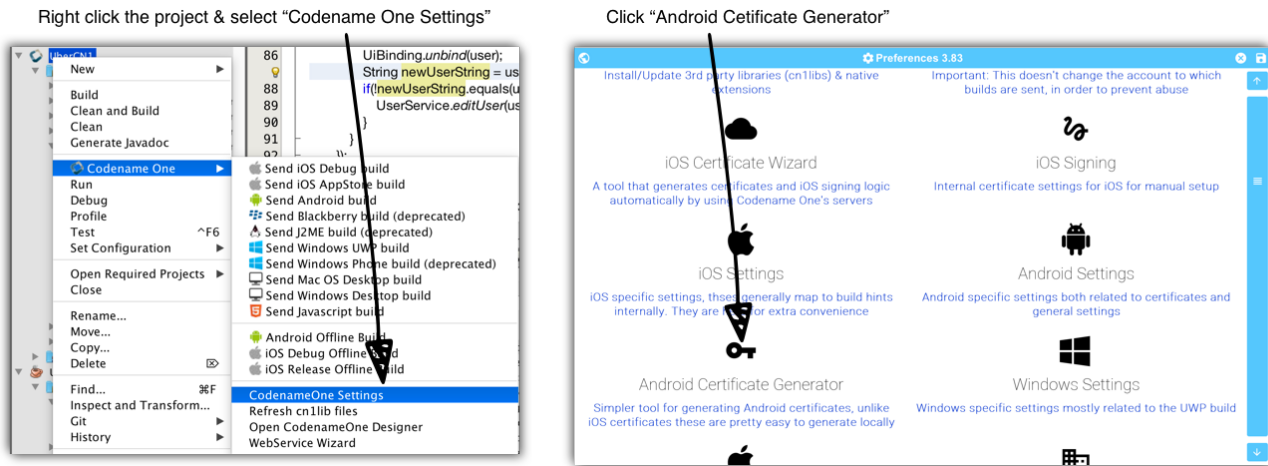 Right click the project & select “Codename One Settings”
Click “Android Cetificate Generator”
UberCN1
New
Build
Clean and Build
Clean
Generate Javadoc
Codename One
Run
Debug
Profile
Test ^F6
Set Configuration
Open Required Projects
Close
Rename...
Move...
Copy...
Delete
Find... ⌘F
Inspect and Transform...
Git
History
86 UiBinding.unbind(user);
String newUserString = us
88 if(!newUserString.equals(u
89 UserService.editUser(us
90 }
91 }
92 });
Send iOS Debug build
Send iOS AppStore build
Send Android build
Send Blackberry build (deprecated)
Send J2ME build (deprecated)
Send Windows UWP build
Send Windows Phone build (deprecated)
Send Mac OS Desktop build
Send Windows Desktop build
Send Javascript build
Android Offline Build
iOS Debug Offline Build
iOS Release Offline Build
CodenameOne Settings
Refresh cn1lib files
Open CodenameOne Designer
WebService Wizard
Preferences 3.83
Install/Update 3rd party libraries (cn1libs) & native
extensions
Important: This doesn't change the account to which
builds are sent, in order to prevent abuse
iOS Certificate Wizard
A tool that generates certificates and iOS signing logic
automatically by using Codename One's servers
iOS Signing
Internal certificate settings for iOS for manual setup
iOS Settings
iOS specific settings, thses generally map to build hints
internally. They are here for extra convenience
Android Settings
Android specific settings both related to certificates and
general settings
Android Certificate Generator
Simpler tool for generating Android certificates, unlike
iOS certificates these are pretty easy to generate locally
Windows Settings
Windows specific settings mostly related to the UWP build